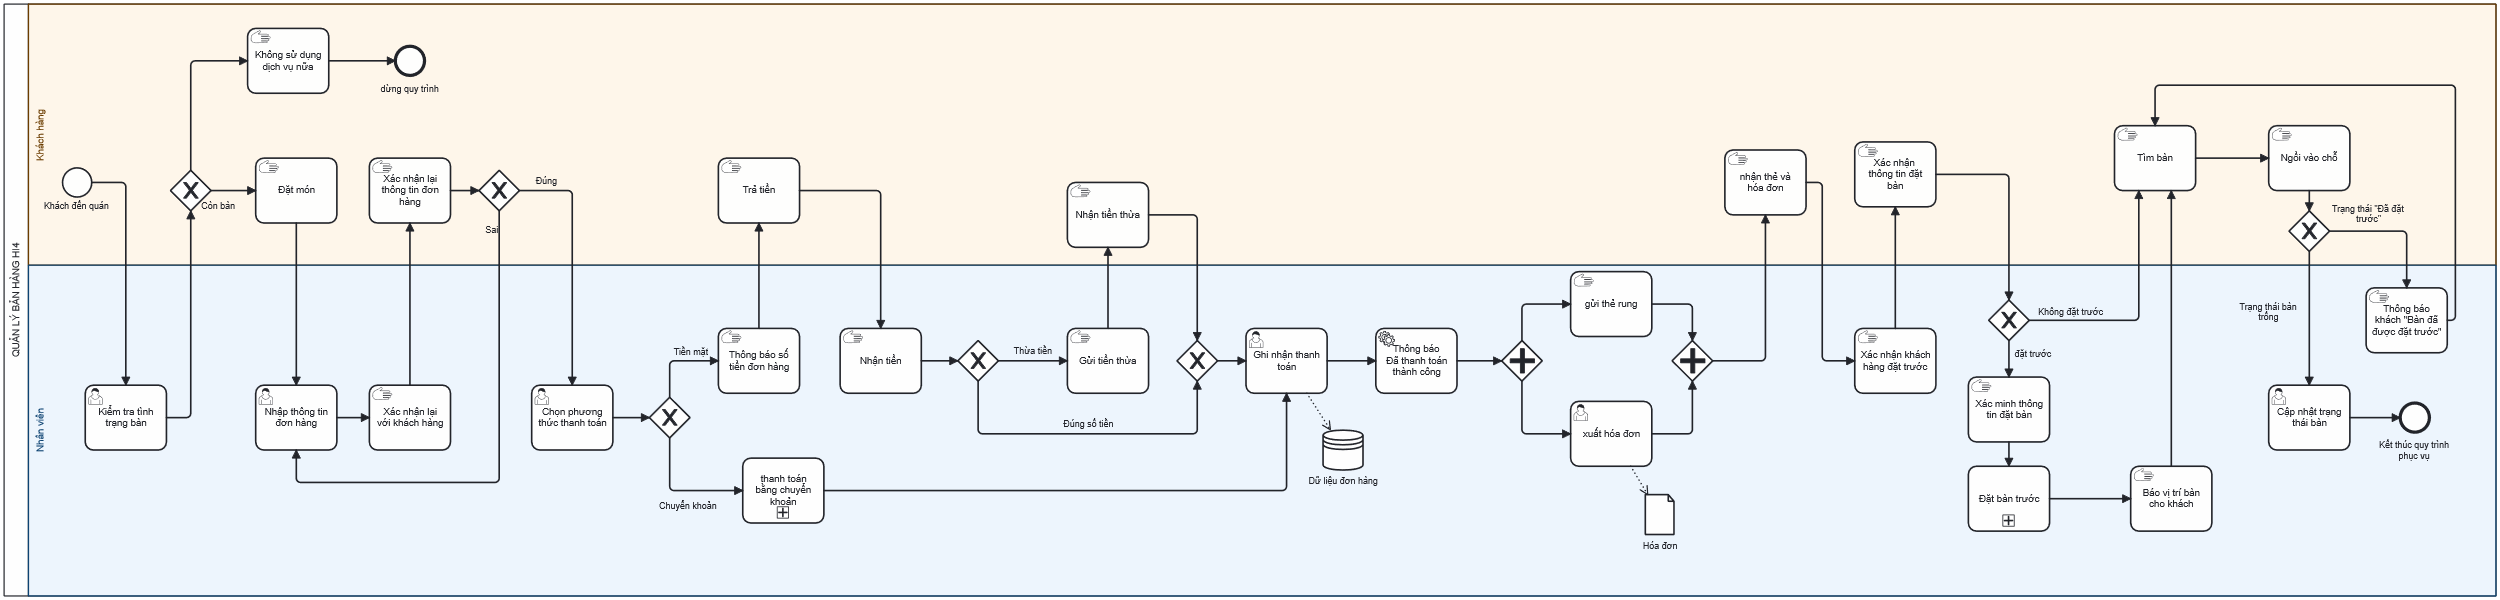 QUẢN LÝ BÁN HÀNG HI4
Khách hàng
Nhân viên
Khách đến quán
Kiểm tra tình
trạng bàn
Còn bàn
Không sử dụng
dịch vụ nữa
dừng quy trình
Đặt món
Nhập thông tin
đơn hàng
Xác nhận lại
với khách hàng
Xác nhận lại
thông tin đơn
hàng
Sai
Đúng
Chọn phương
thức thanh toán
Tiền mặt
Chuyển khoản
Thông báo số
tiền đơn hàng
thanh toán
bằng chuyển
khoản
Trả tiền
Nhận tiền
Thừa tiền
Đúng số tiền
Gửi tiền thừa
Nhận tiền thừa
Ghi nhận thanh
toán
Dữ liệu đơn hàng
Thông báo
Đã thanh toán
thành công
gửi thẻ rung
xuất hóa đơn
Hóa đơn
nhận thẻ và
hóa đơn
Xác nhận khách
hàng đặt trước
Xác nhận
thông tin đặt
bàn
Không đặt trước
đặt trước
Xác minh thông
tin đặt bàn
Đặt bàn trước
Báo vị trí bàn
cho khách
Tìm bàn
Ngồi vào chỗ
Trạng thái "Đã đặt
trước"
Trạng thái bàn
trống
Thông báo
khách "Bàn đã
được đặt trước"
Cập nhật trạng
thái bàn
Kết thúc quy trình
phục vụ